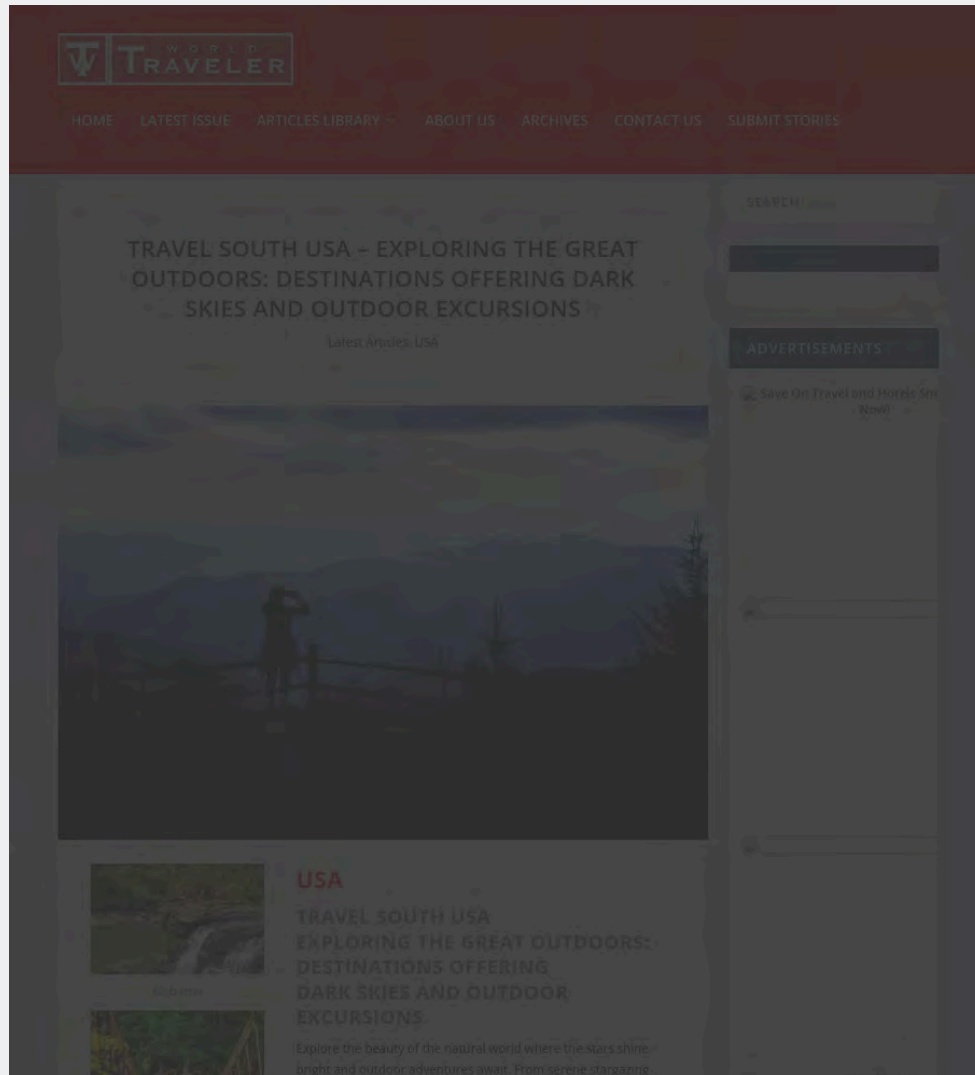 WORLD
TRAVELER
HOME LATEST ISSUE ARTICLES LIBRARY ABOUT US ARCHIVES CONTACT US SUBMIT STORIES
TRAVEL SOUTH USA – EXPLORING THE GREAT
OUTDOORS: DESTINATIONS OFFERING DARK
SKIES AND OUTDOOR EXCURSIONS
Latest Articles, USA
SEARCH
ADVERTISEMENTS
Save On Travel and Hotels
Now!
USA
TRAVEL SOUTH USA
EXPLORING THE GREAT OUTDOORS:
DESTINATIONS OFFERING
DARK SKIES AND OUTDOOR
EXCURSIONS
Explore the beauty of the natural world where the stars shine
bright and outdoor adventures await. From serene stargazing